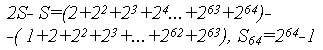 2S- S=(2+2²+2³+2⁴...+2⁶³+2⁶⁴)-
-( 1+2+2²+2³+...+2⁶²+2⁶³), S₆₄=2⁶⁴-1